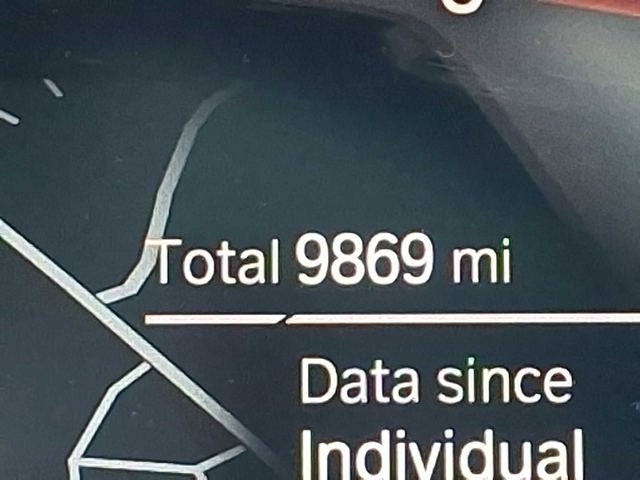 Total 9869 mi
Data since
Individual